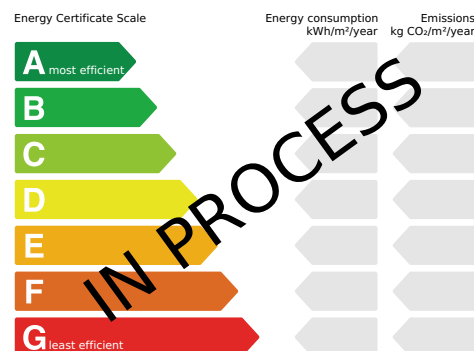 Energy Certificate Scale
Energy consumption
kWh/m²/year
Emissions
kg CO₂/m²/year
A most efficient
B
C
D
E
F
G least efficient
IN PROCESS